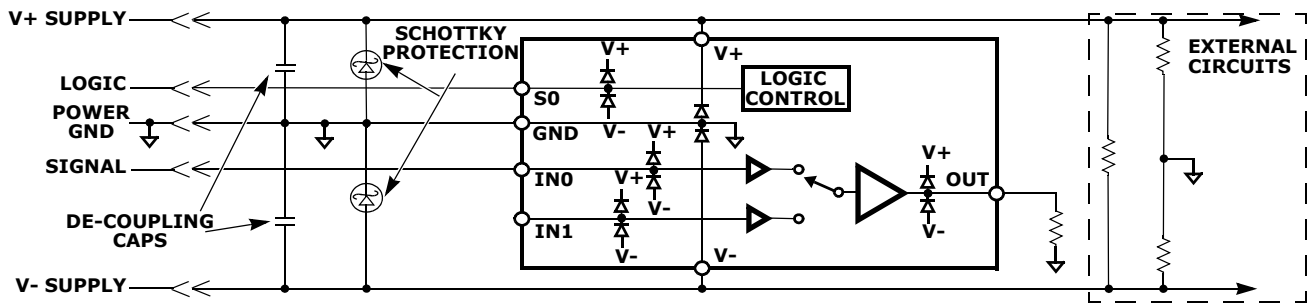 V+ SUPPLY
LOGIC
POWER
GND
SIGNAL
DE-COUPLING
CAPS
V- SUPPLY
SCHOTTKY
PROTECTION
V+
S0
V-
GND
V+
LOGIC
CONTROL
V+
IN0
V-
V+
IN1
V-
V-
V+
OUT
V-
EXTERNAL
CIRCUITS